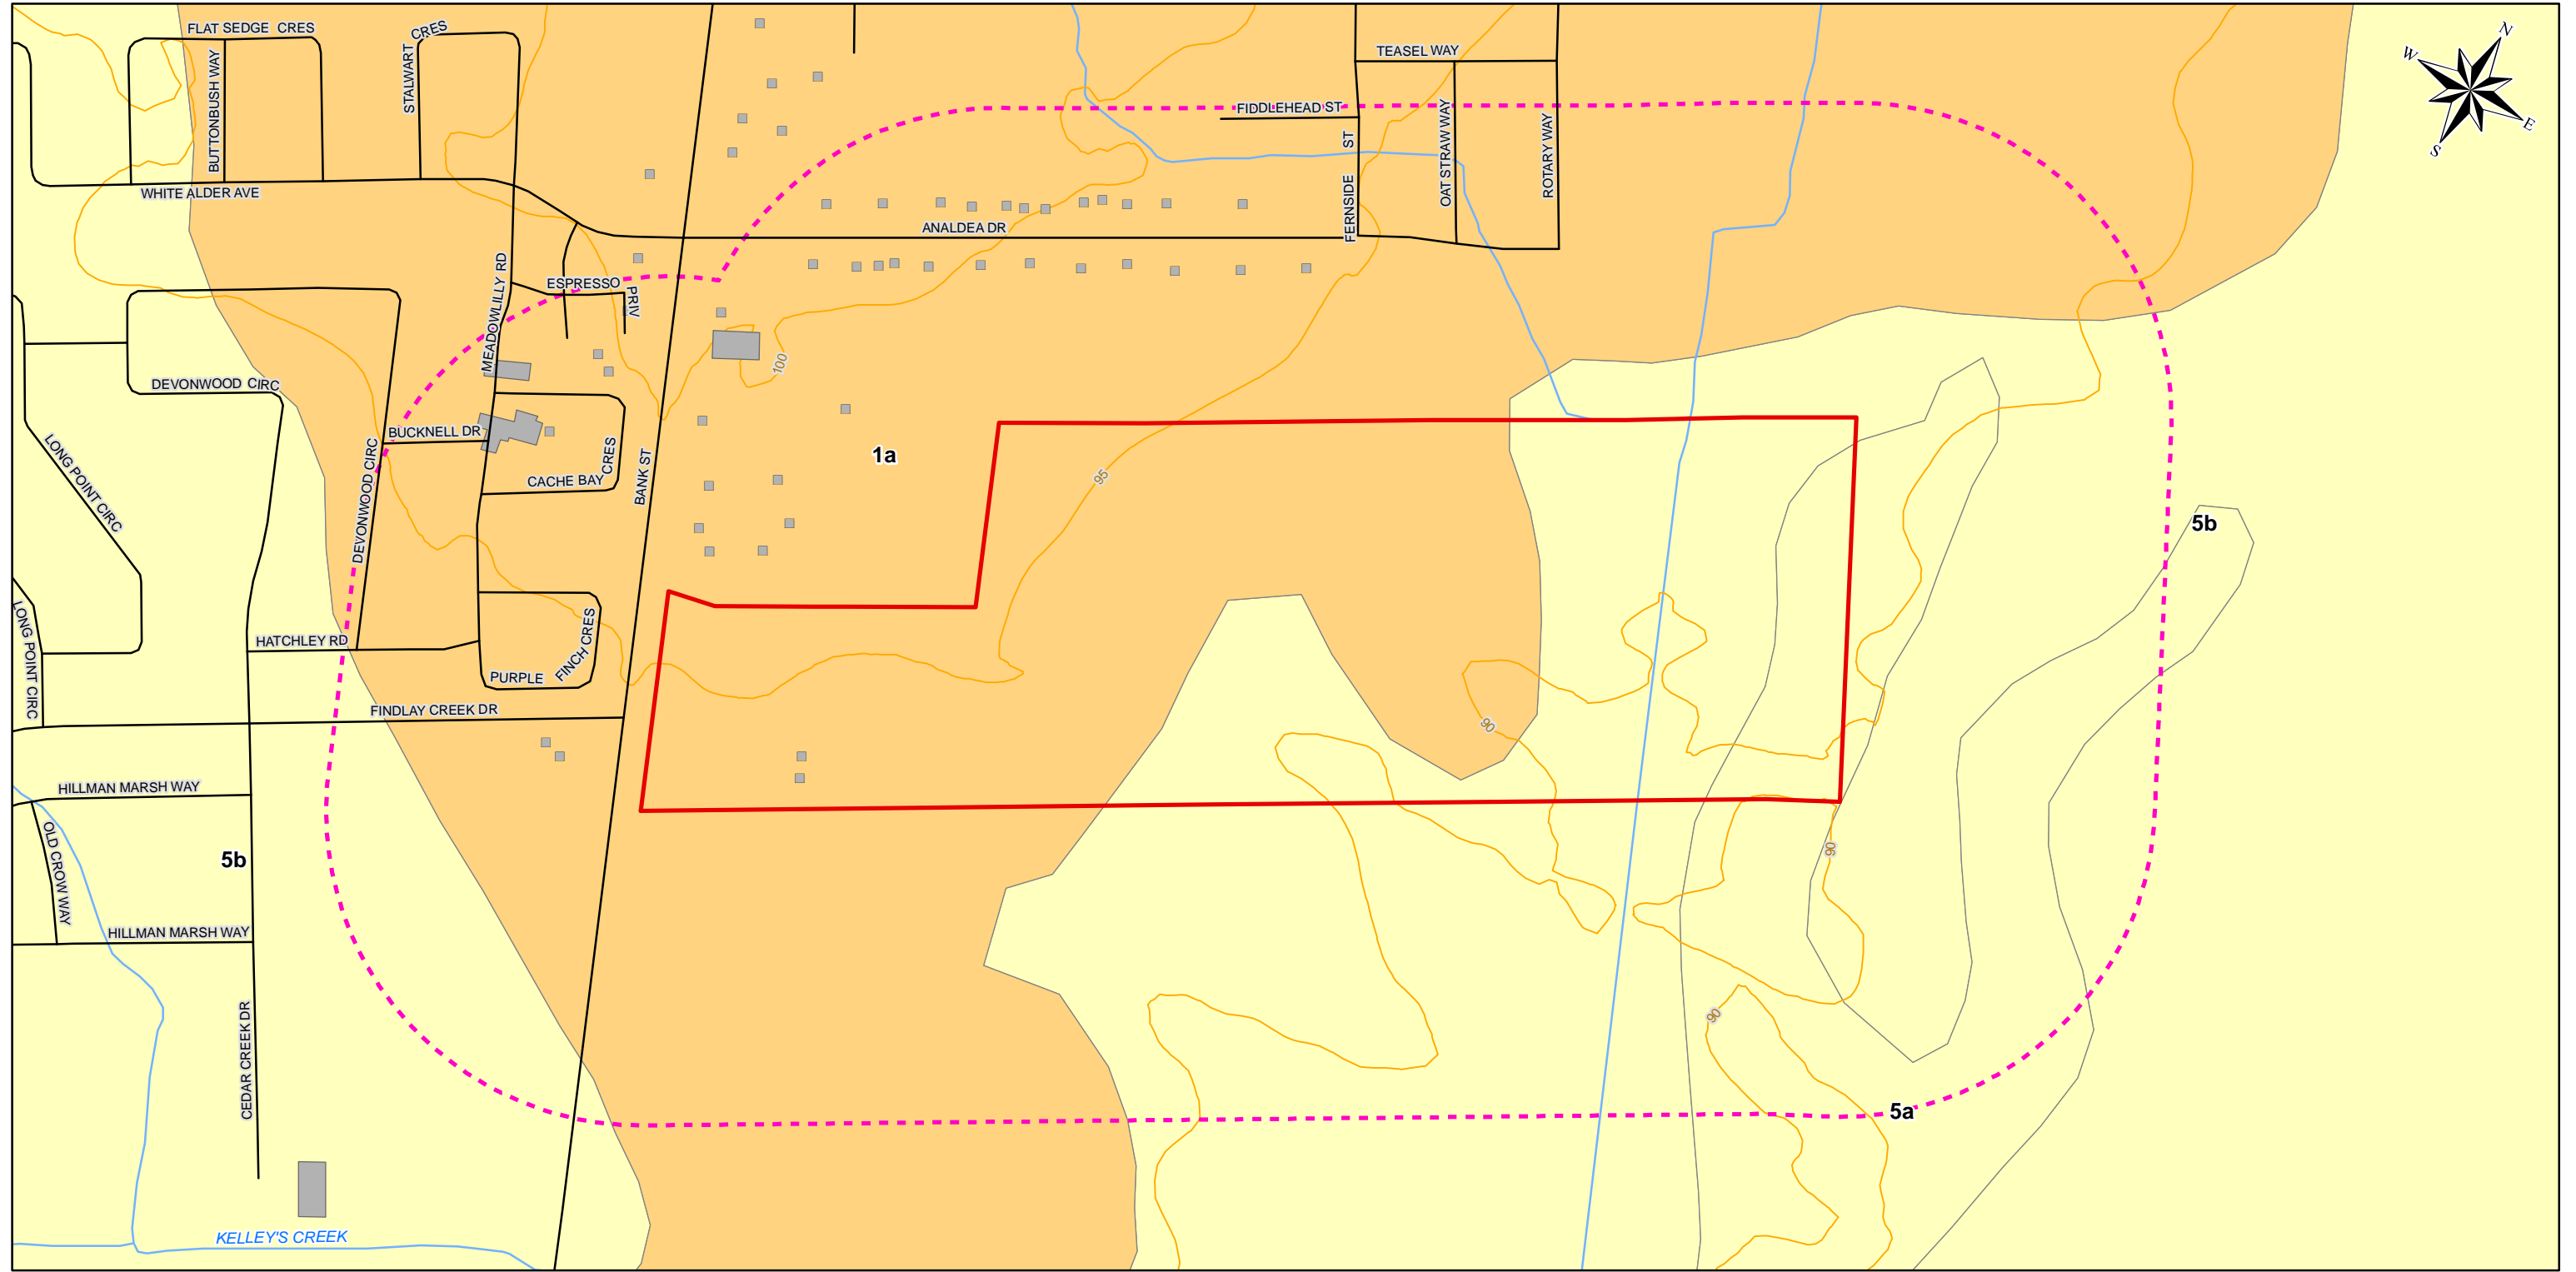 FLAT SEDGE CRES
BUTTONBUSH WAY
STALWART
CRES
WHITE ALDER AVE
TEASEL WAY
FIDDLEHEAD ST
FERNSIDE ST
OAT STRAW WAY
ROTARY WAY
N
W
E
S
ANALDEA DR
MEADOWLILLY RD
ESPRESSO
PRIV
100
DEVONWOOD CIRC
BUCKNELL DR
LONG POINT CIRC
DEVONWOOD CIRC
CACHE BAY
CRES
BANK ST
1a
95
5b
LONG POINT CIRC
HATCHLEY RD
PURPLE
FINCH CRES
FINDLAY CREEK DR
90
HILLMAN MARSH WAY
OLD CROW WAY
5b
90
HILLMAN MARSH WAY
CEDAR CREEK DR
90
5a
KELLEY'S CREEK